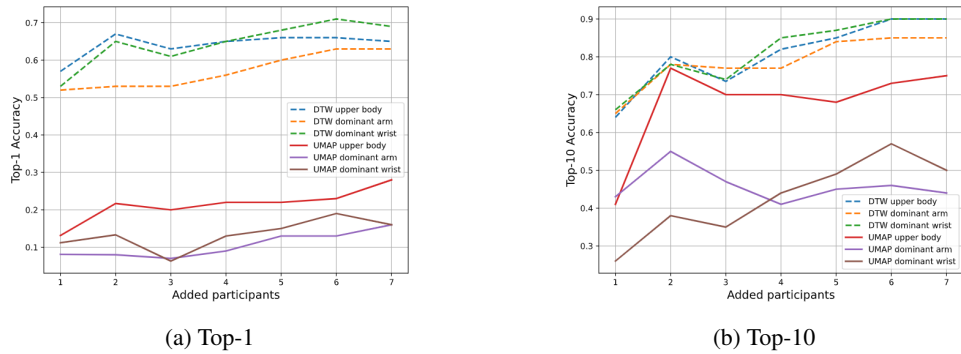 0.7
0.6
0.5
0.4
0.3
0.2
0.1
Top-1 Accuracy
DTW upper body
DTW dominant arm
DTW dominant wrist
UMAP upper body
UMAP dominant arm
UMAP dominant wrist
1 2 3 4 5 6 7
Added participants
(a) Top-1
0.9
0.8
0.7
0.6
0.5
0.4
0.3
Top-10 Accuracy
DTW upper body
DTW dominant arm
DTW dominant wrist
UMAP upper body
UMAP dominant arm
UMAP dominant wrist
1 2 3 4 5 6 7
Added participants
(b) Top-10